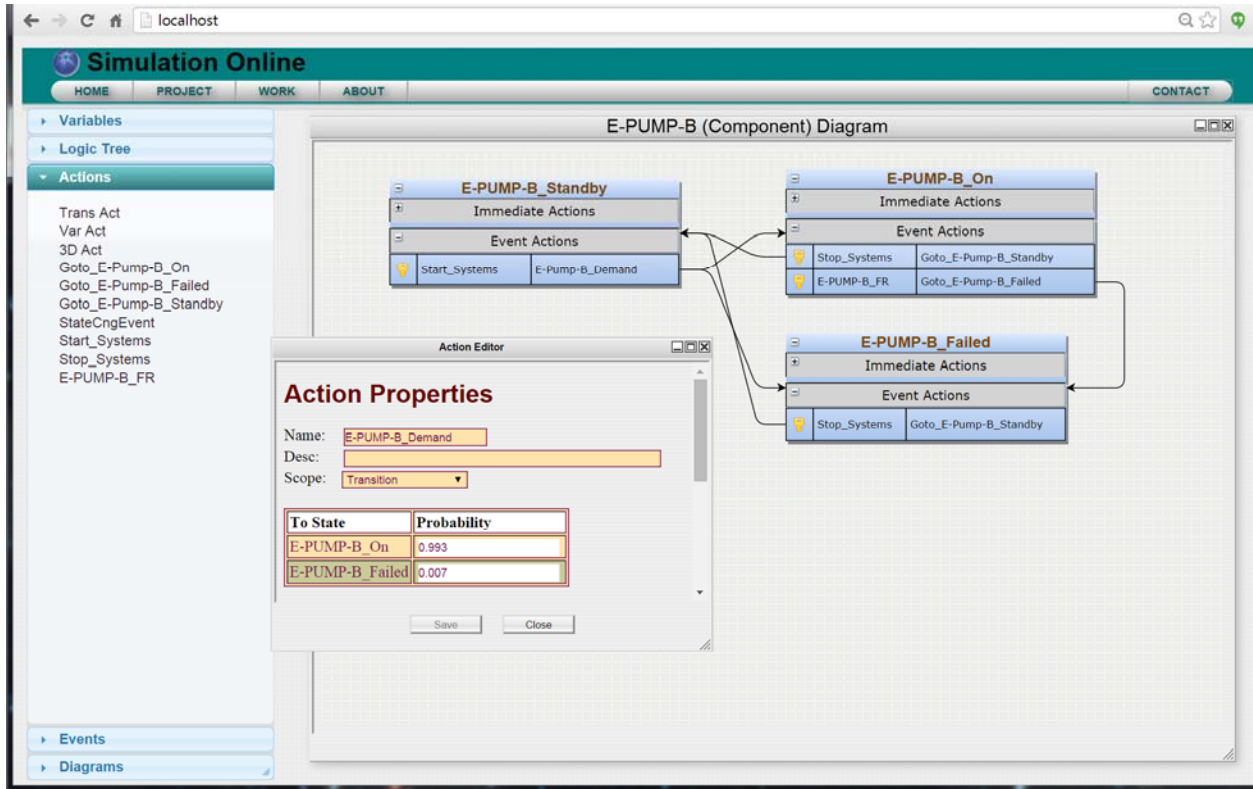 localhost
Simulation Online
HOME PROJECT WORK ABOUT CONTACT
Variables
Logic Tree
Actions
Trans Act
Var Act
3D Act
Goto_E-Pump-B_On
Goto_E-Pump-B_Failed
Goto_E-Pump-B_Standby
StateCngEvent
Start_Systems
Stop_Systems
E-PUMP-B_FR
Events
Diagrams
E-PUMP-B (Component) Diagram
E-PUMP-B_Standby
Immediate Actions
Event Actions
Start_Systems E-Pump-B_Demand
E-PUMP-B_On
Immediate Actions
Event Actions
Stop_Systems Goto_E-Pump-B_Standby
E-PUMP-B_FR Goto_E-Pump-B_Failed
E-PUMP-B_Failed
Immediate Actions
Event Actions
Stop_Systems Goto_E-Pump-B_Standby
Action Editor
Action Properties
Name: E-PUMP-B_Demand
Desc:
Scope: Transition
To State Probability
E-PUMP-B_On 0.993
E-PUMP-B_Failed 0.007
Save Close